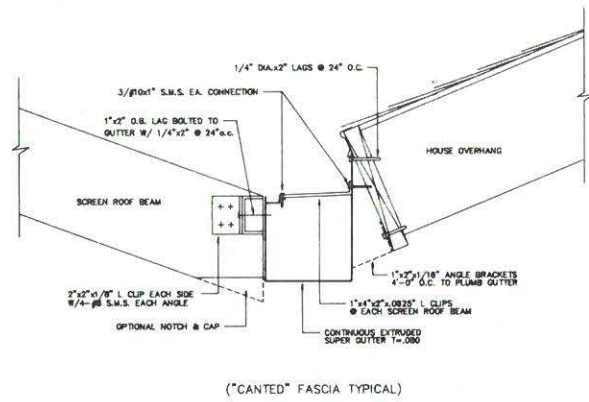 1/4" DIA.x2" LAGS @ 24" O.C.
3/#10x1" S.M.S. EA. CONNECTION
1"x2" O.B. LAG BOLTED TO
GUTTER W/ 1/4"x2" @ 24"o.c.
HOUSE OVERHANG
SCREEN ROOF BEAM
2"x2"x1/8" L CLIP EACH SIDE
W/4-#8 S.M.S. EACH ANGLE
OPTIONAL NOTCH & CAP
1"x2"x1/16" ANGLE BRACKETS
4'-0" O.C. TO PLUMB GUTTER
1"x4"x2"x.0625" L CLIPS
@ EACH SCREEN ROOF BEAM
CONTINUOUS EXTRUDED
SUPER GUTTER T=.080
("CANTED" FASCIA TYPICAL)